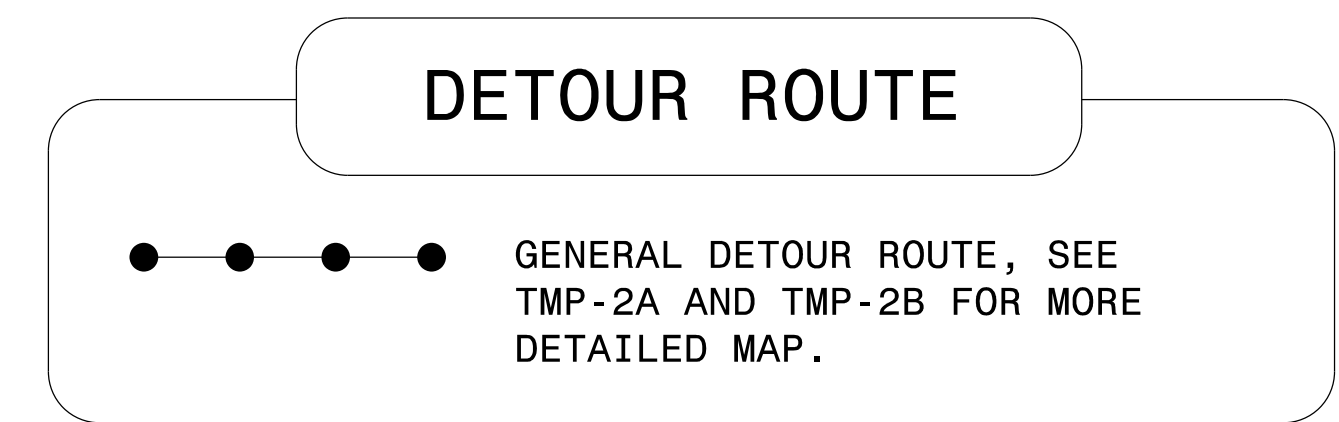 DETOUR ROUTE
GENERAL DETOUR ROUTE, SEE
TMP-2A AND TMP-2B FOR MORE
DETAILED MAP.